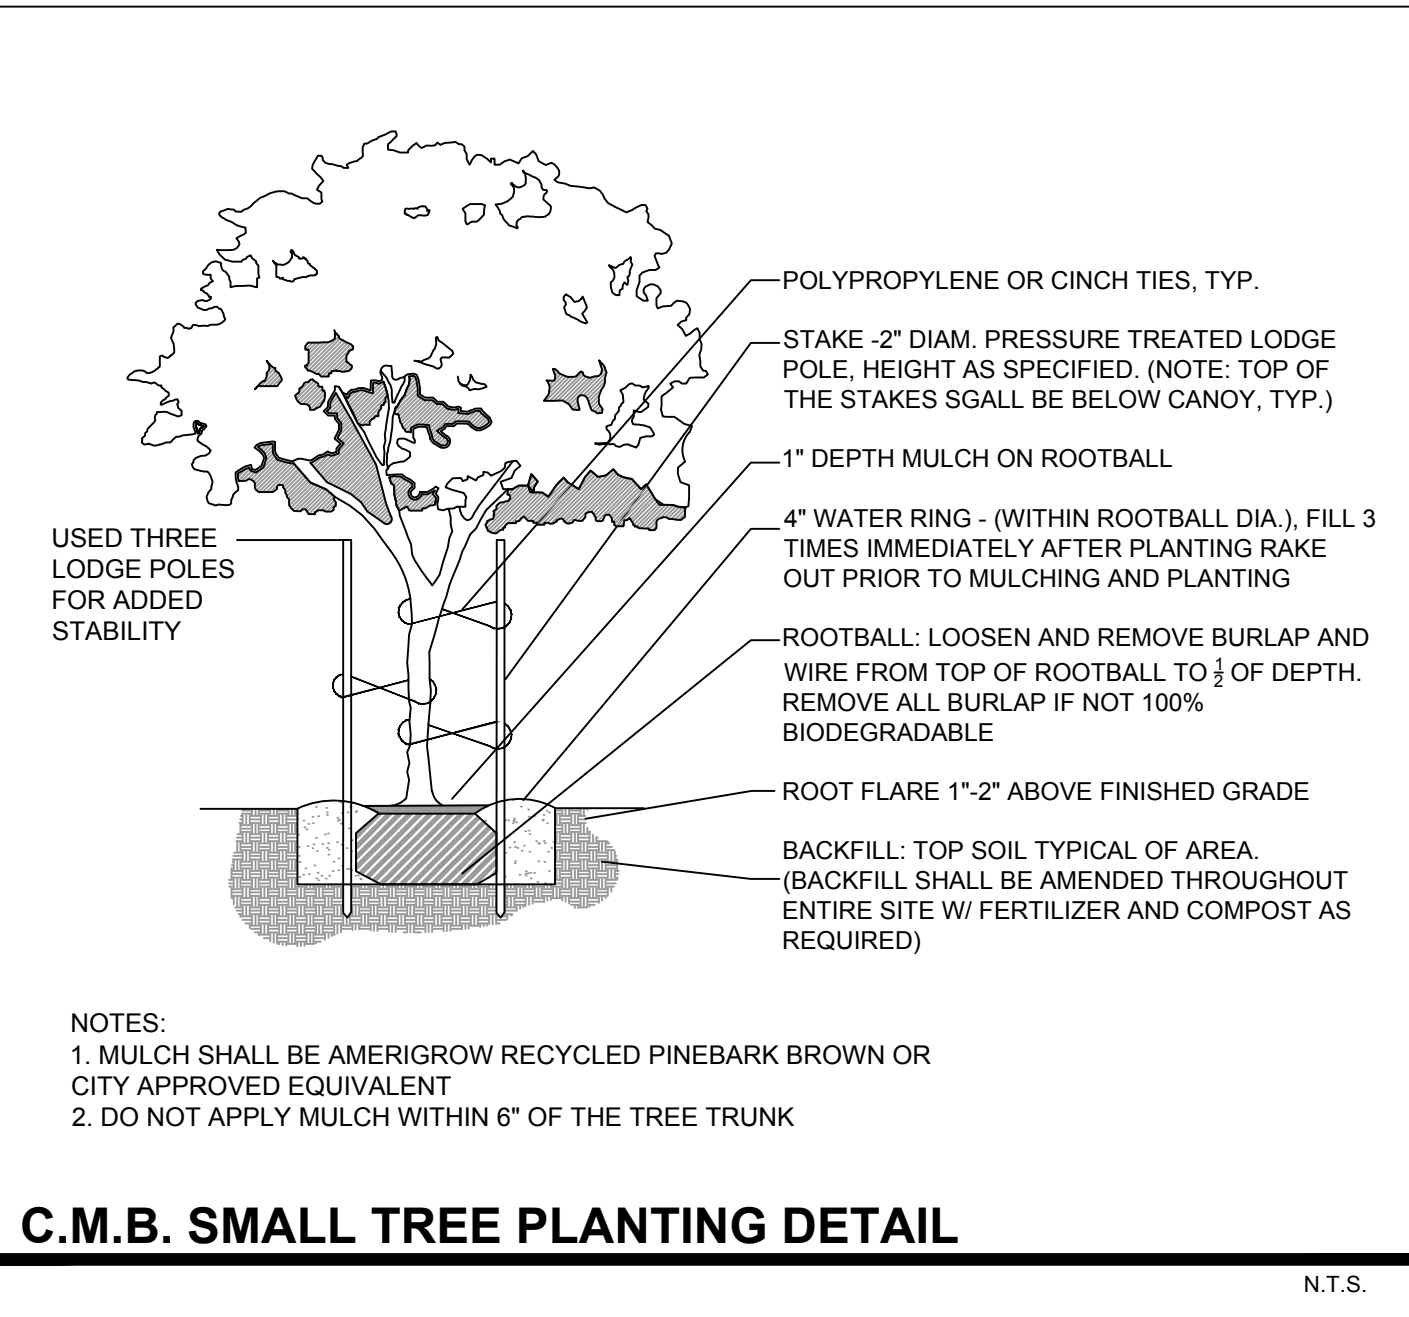 POLYPROPYLENE OR CINCH TIES, TYP.
STAKE -2" DIAM. PRESSURE TREATED LODGE
POLE, HEIGHT AS SPECIFIED. (NOTE: TOP OF
THE STAKES SGALL BE BELOW CANOY, TYP.)
1" DEPTH MULCH ON ROOTBALL
4" WATER RING - (WITHIN ROOTBALL DIA.), FILL 3
TIMES IMMEDIATELY AFTER PLANTING RAKE
OUT PRIOR TO MULCHING AND PLANTING
USED THREE
LODGE POLES
FOR ADDED
STABILITY
ROOTBALL: LOOSEN AND REMOVE BURLAP AND
WIRE FROM TOP OF ROOTBALL TO 1/2 OF DEPTH.
REMOVE ALL BURLAP IF NOT 100%
BIODEGRADABLE
ROOT FLARE 1"-2" ABOVE FINISHED GRADE
BACKFILL: TOP SOIL TYPICAL OF AREA.
(BACKFILL SHALL BE AMENDED THROUGHOUT
ENTIRE SITE W/ FERTILIZER AND COMPOST AS
REQUIRED)
NOTES:
1. MULCH SHALL BE AMERIGROW RECYCLED PINEBARK BROWN OR
CITY APPROVED EQUIVALENT
2. DO NOT APPLY MULCH WITHIN 6" OF THE TREE TRUNK
C.M.B. SMALL TREE PLANTING DETAIL
N.T.S.